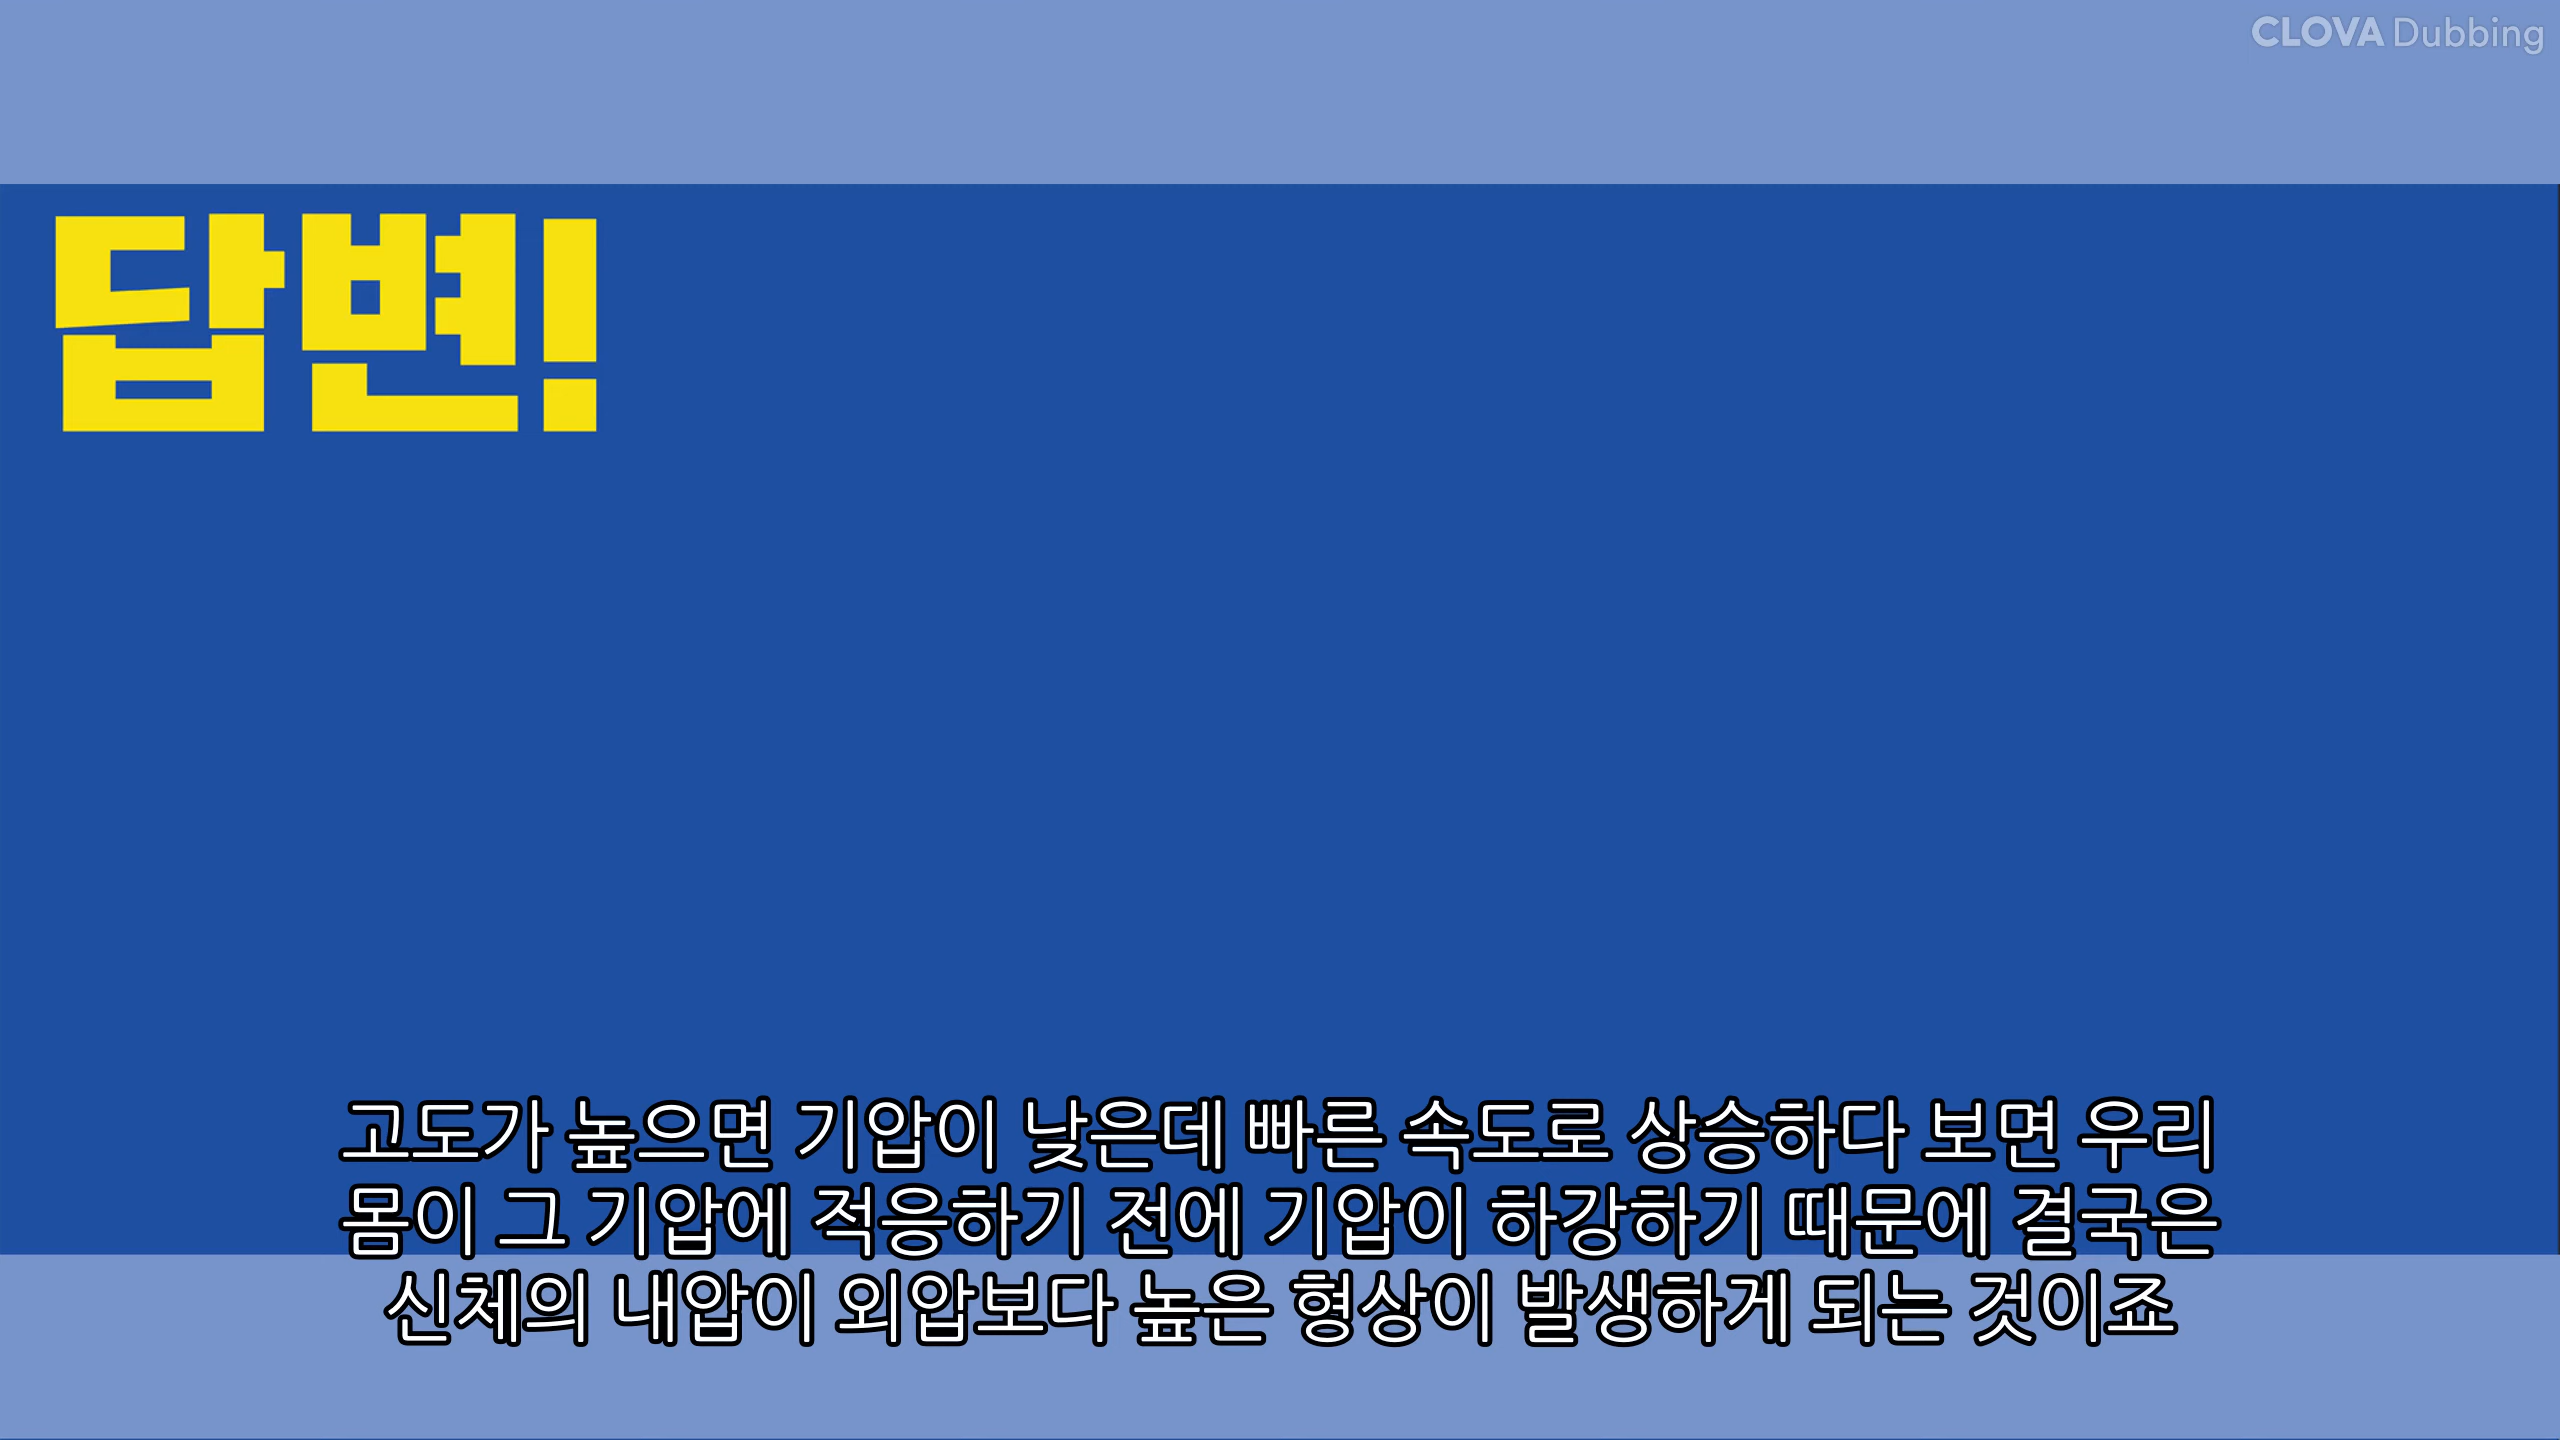 CLOVA Dubbing
답변!
고도가 높으면 기압이 낮은데 빠른 속도로 상승하다 보면 우리
몸이 그 기압에 적응하기 전에 기압이 하강하기 때문에 결국은
신체의 내압이 외압보다 높은 형상이 발생하게 되는 것이죠